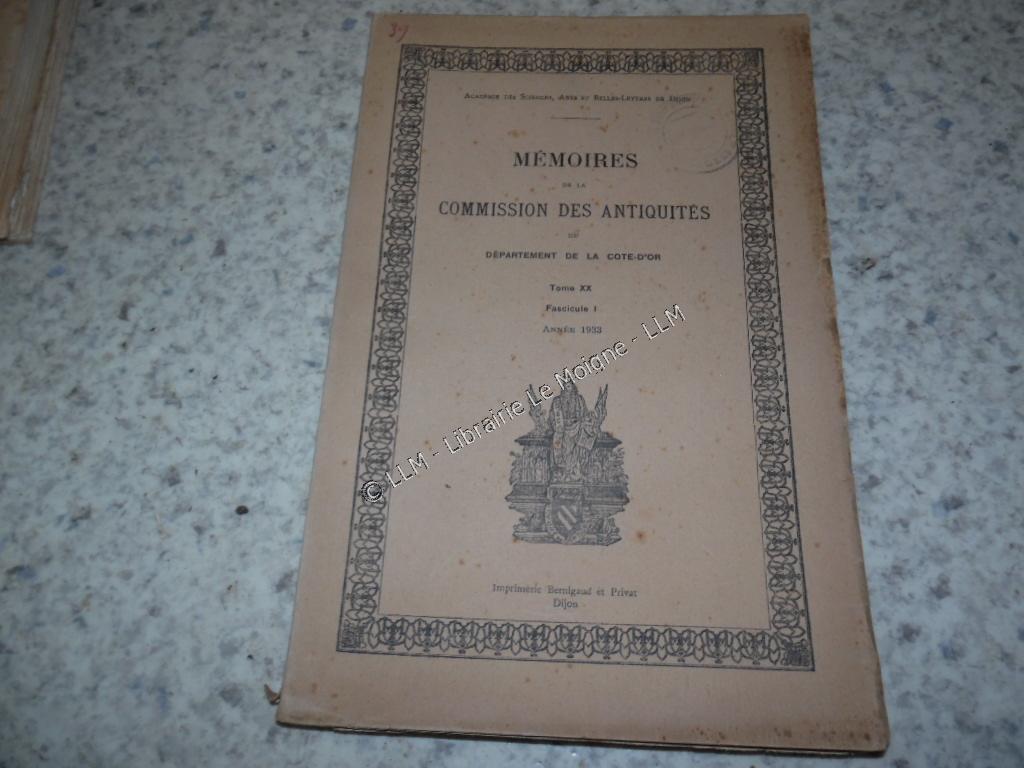 39
ACADÉMIE DES SCIENCES, ARTS ET BELLES-LETTRES DE DIJON
MÉMOIRES
DE LA
COMMISSION DES ANTIQUITÉS
DU
DÉPARTEMENT DE LA COTE-D'OR
Tome XX
Fascicule I
ANNÉE 1933
© LLM - Librairie Le Moigne - LLM
Imprimerie Bernigaud et Privat
Dijon